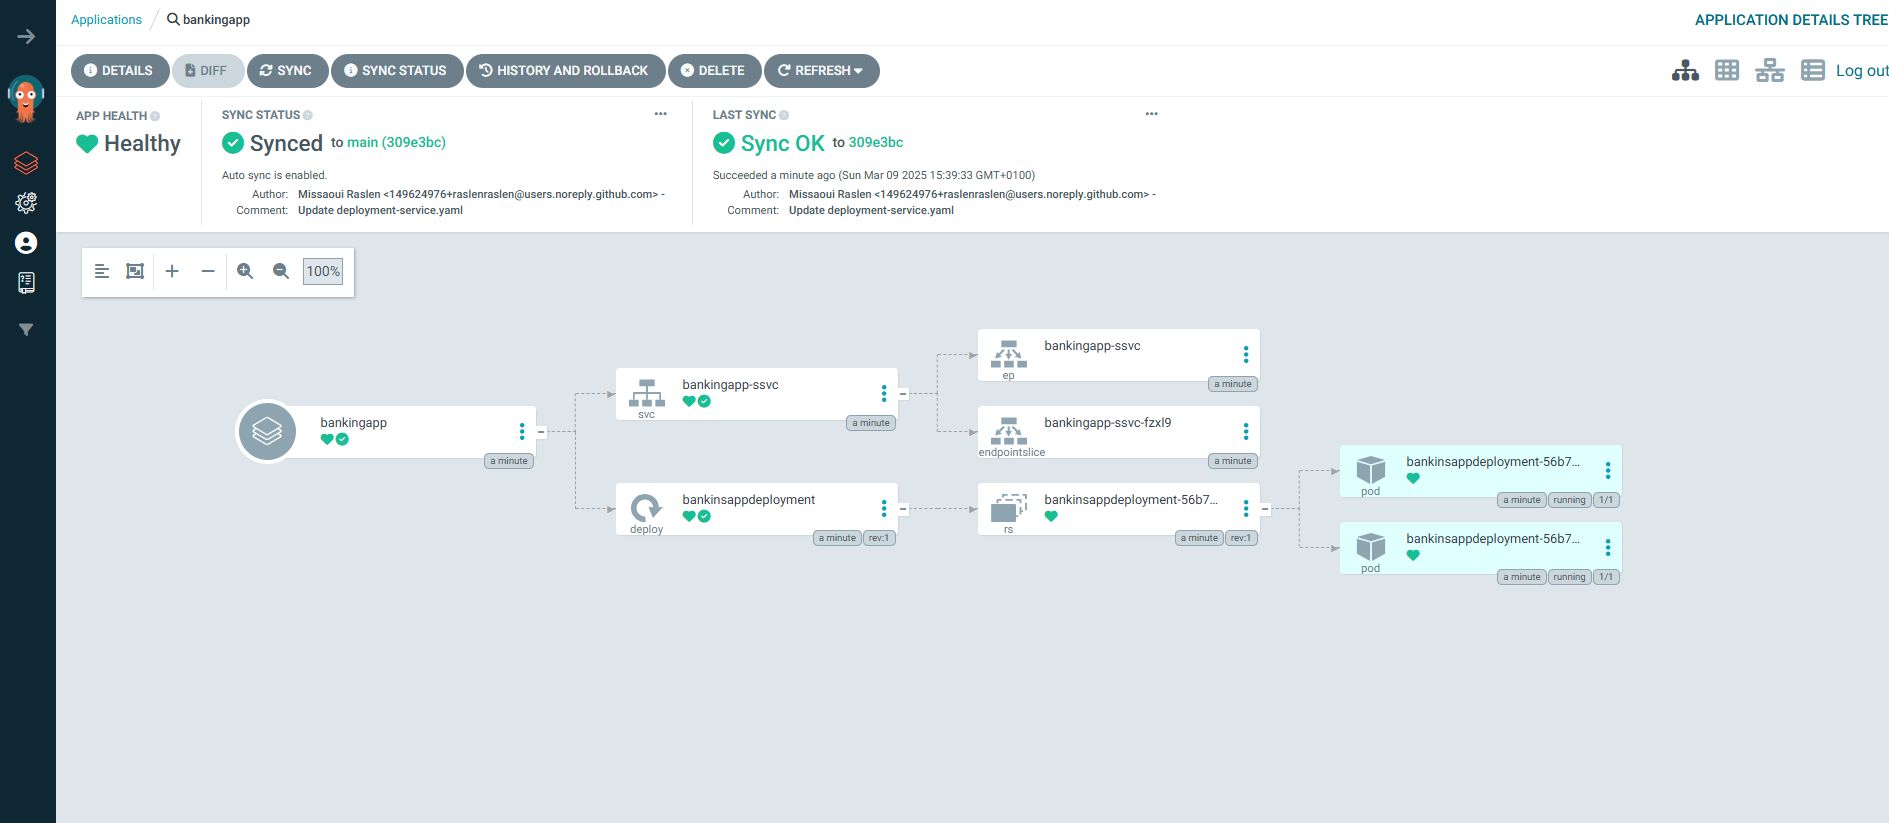 Applications / bankingapp
APPLICATION DETAILS TREE
DETAILS DIFF SYNC SYNC STATUS HISTORY AND ROLLBACK DELETE REFRESH
Log out
APP HEALTH
Healthy
SYNC STATUS
Synced to main (309e3bc)
Auto sync is enabled.
Author: Missaoui Raslen <149624976+raslenraslen@users.noreply.github.com> -
Comment: Update deployment-service.yaml
LAST SYNC
Sync OK to 309e3bc
Succeeded a minute ago (Sun Mar 09 2025 15:39:33 GMT+0100)
Author: Missaoui Raslen <149624976+raslenraslen@users.noreply.github.com> -
Comment: Update deployment-service.yaml
100%
bankingapp
a minute
svc
bankingapp-ssvc
a minute
deploy
bankinsappdeployment
a minute rev:1
ep
bankingapp-ssvc
a minute
endpointslice
bankingapp-ssvc-fzxl9
a minute
rs
bankinsappdeployment-56b7...
a minute rev:1
pod
bankinsappdeployment-56b7...
a minute running 1/1
pod
bankinsappdeployment-56b7...
a minute running 1/1